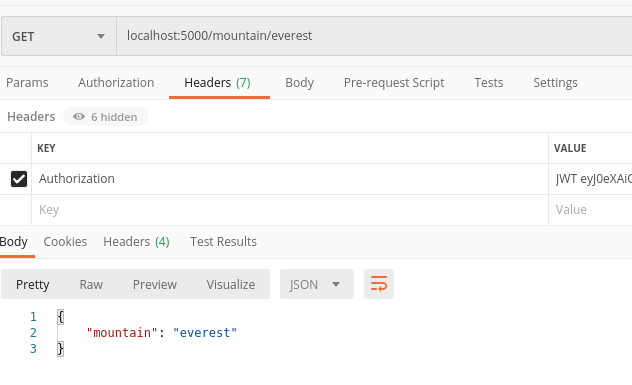 GET localhost:5000/mountain/everest
Params Authorization Headers (7) Body Pre-request Script Tests Settings
Headers 6 hidden
KEY VALUE
Authorization JWT eyJ0eXAiO
Key Value
Body Cookies Headers (4) Test Results
Pretty Raw Preview Visualize JSON
1 {
2 "mountain": "everest"
3 }